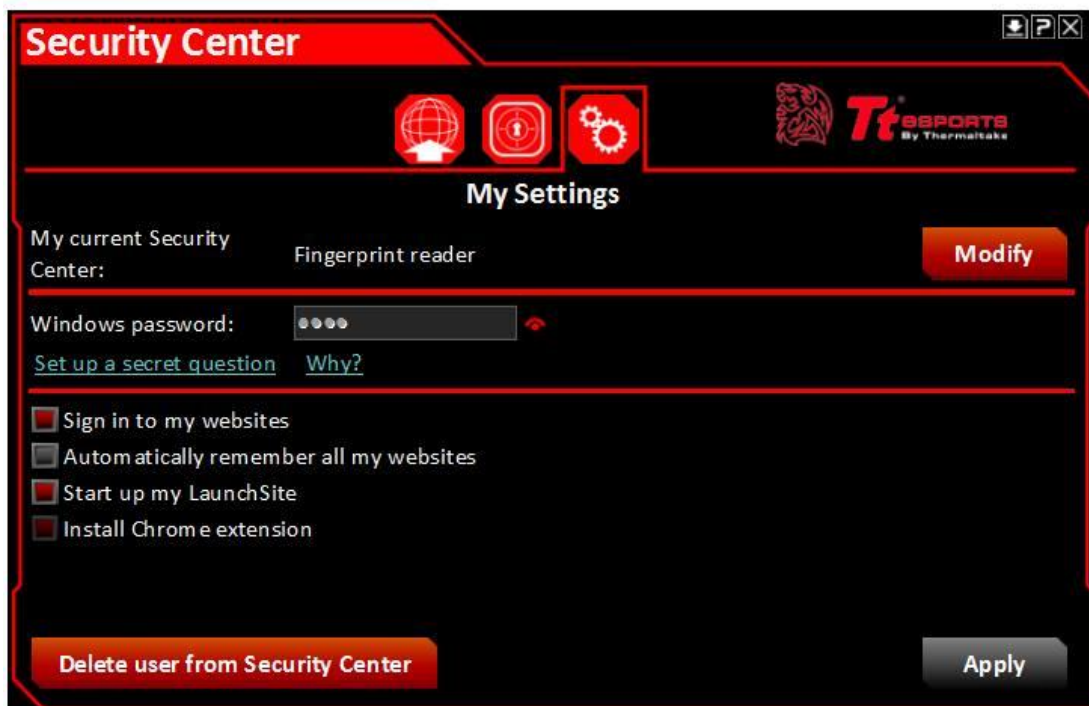 Security Center
Tt eSPORTS
By Thermaltake
My Settings
My current Security
Center:
Fingerprint reader
Modify
Windows password:
Set up a secret question
Why?
Sign in to my websites
Automatically remember all my websites
Start up my LaunchSite
Install Chrome extension
Delete user from Security Center
Apply